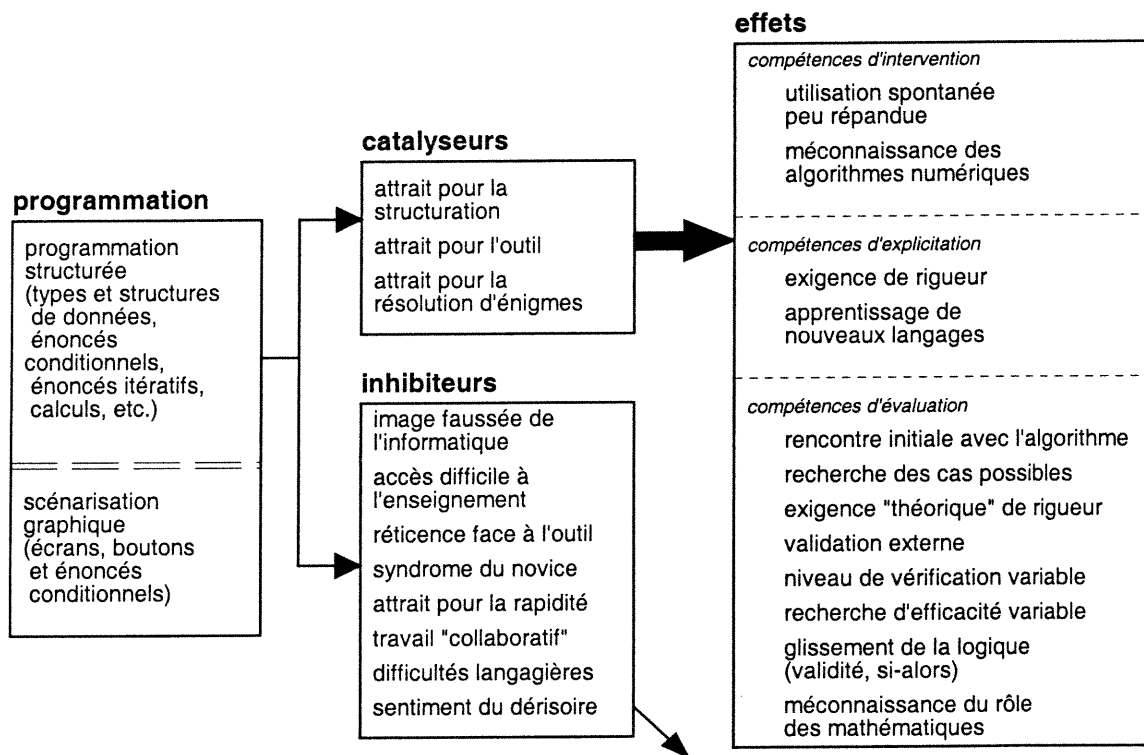 programmation
programmation
structurée
(types et structures
de données,
énoncés
conditionnels,
énoncés itératifs,
calculs, etc.)
scénarisation
graphique
(écrans, boutons
et énoncés
conditionnels)
catalyseurs
attrait pour la
structuration
attrait pour l'outil
attrait pour la
résolution d'énigmes
inhibiteurs
image faussée de
l'informatique
accès difficile à
l'enseignement
réticence face à l'outil
syndrome du novice
attrait pour la rapidité
travail "collaboratif"
difficultés langagières
sentiment du dérisoire
effets
compétences d'intervention
utilisation spontanée
peu répandue
méconnaissance des
algorithmes numériques
compétences d'explicitation
exigence de rigueur
apprentissage de
nouveaux langages
compétences d'évaluation
rencontre initiale avec l'algorithme
recherche des cas possibles
exigence "théorique" de rigueur
validation externe
niveau de vérification variable
recherche d'efficacité variable
glissement de la logique
(validité, si-alors)
méconnaissance du rôle
des mathématiques